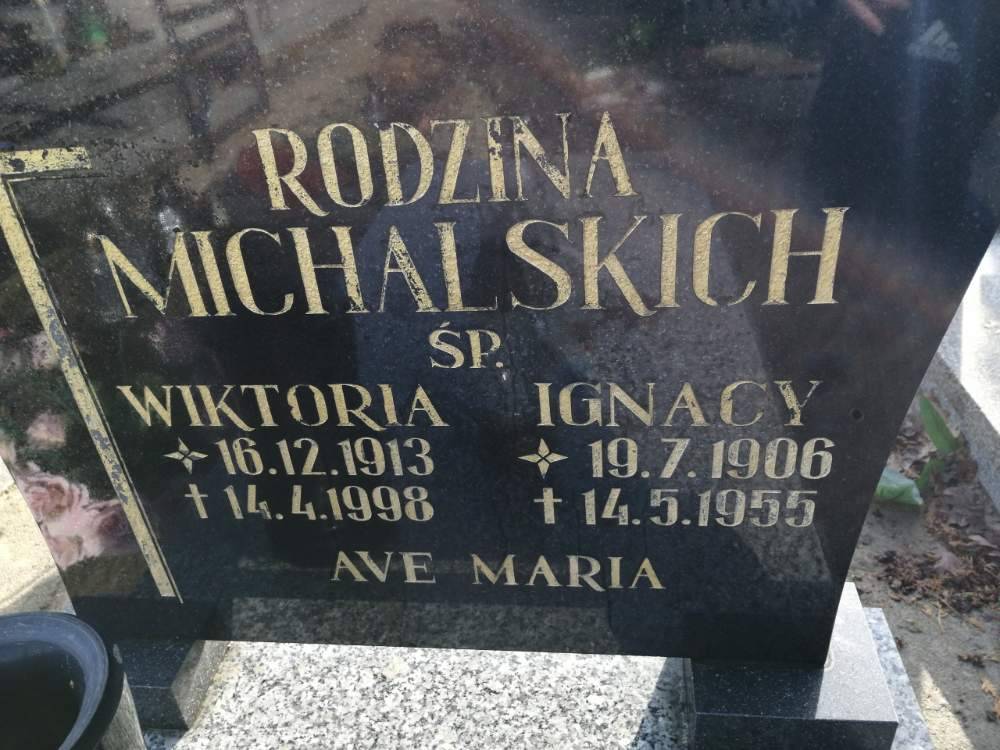 RODZINA
MICHALSKICH
ŚP.
WIKTORIA IGNACY
16.12.1913 19.7.1906
† 14.4.1998 † 14.5.1955
AVE MARIA